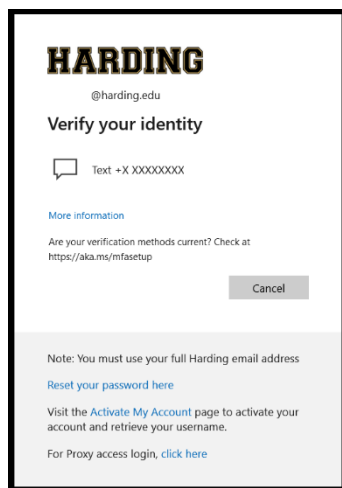 HARDING
@harding.edu
Verify your identity
Text +X XXXXXXXX
More information
Are your verification methods current? Check at
https://aka.ms/mfasetup
Cancel
Note: You must use your full Harding email address
Reset your password here
Visit the Activate My Account page to activate your
account and retrieve your username.
For Proxy access login, click here